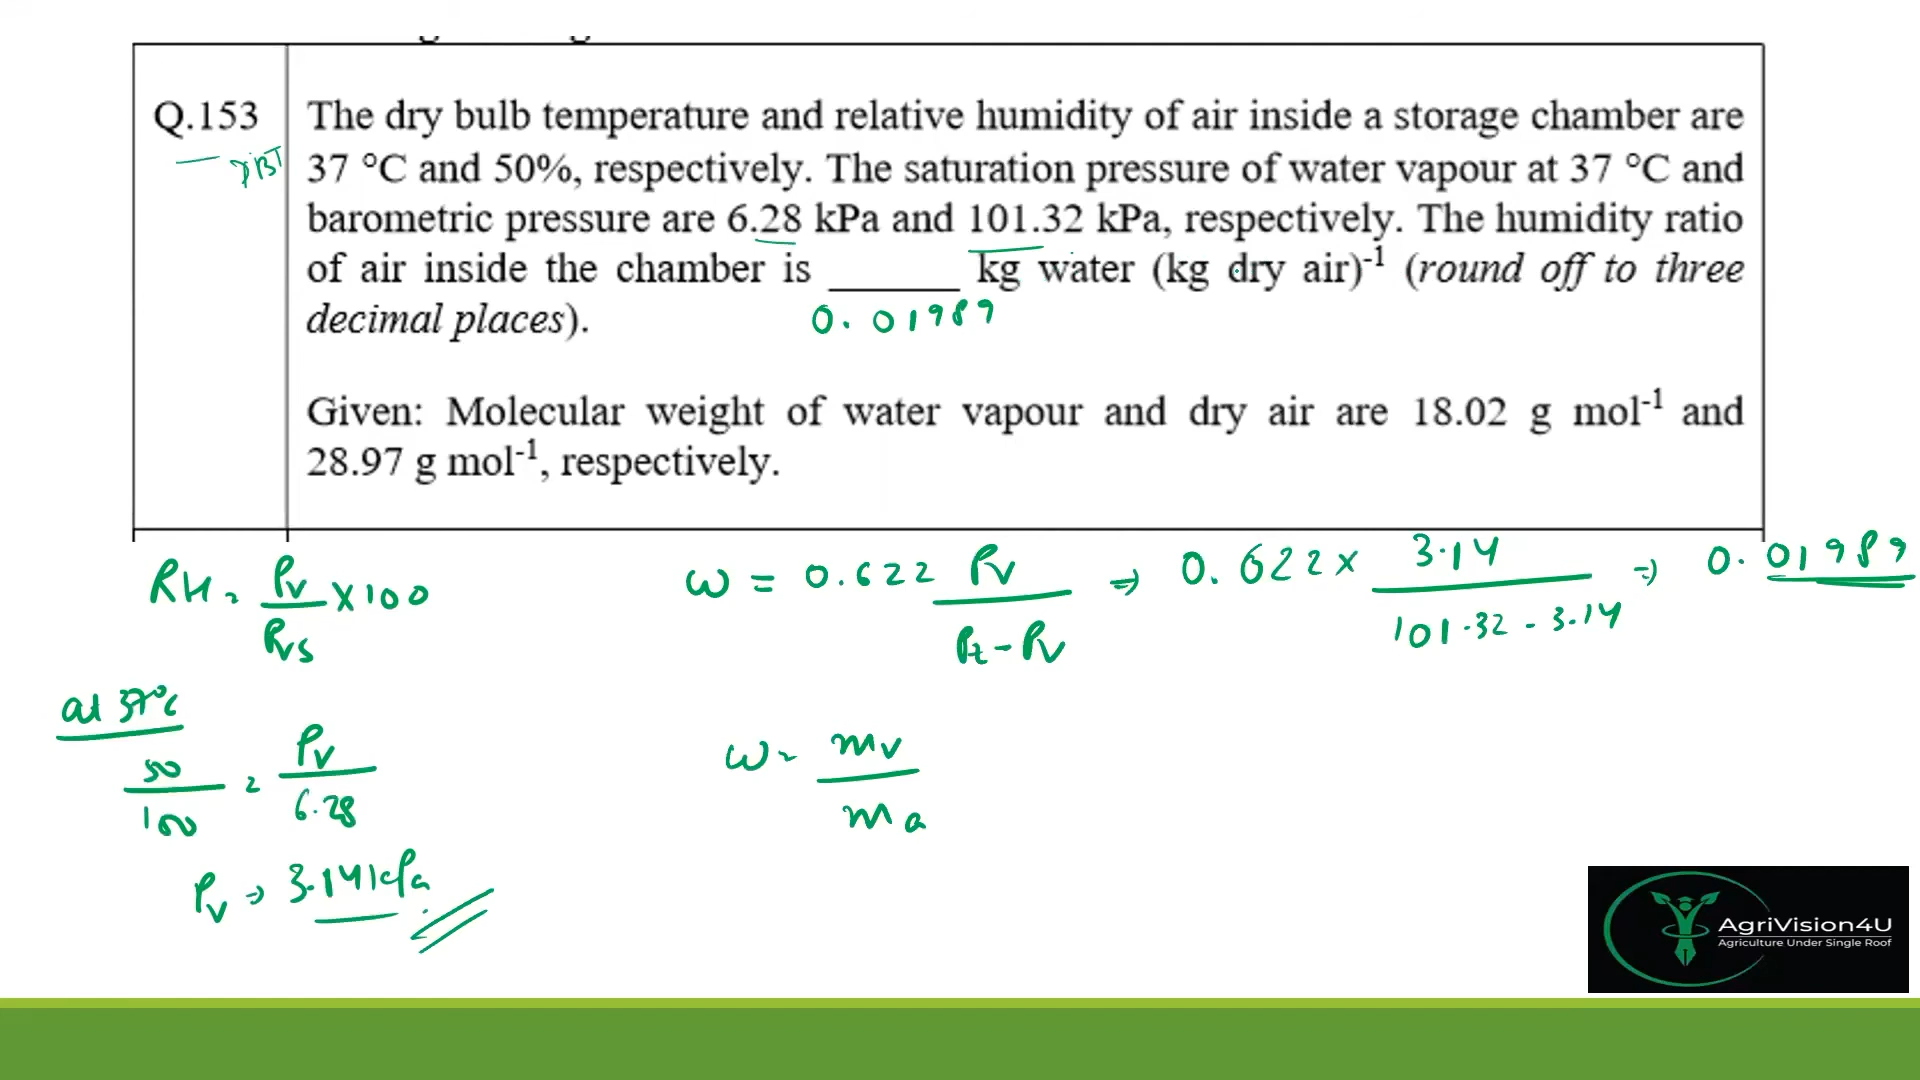 Q.153
DBT
The dry bulb temperature and relative humidity of air inside a storage chamber are
37 °C and 50%, respectively. The saturation pressure of water vapour at 37 °C and
barometric pressure are 6.28 kPa and 101.32 kPa, respectively. The humidity ratio
of air inside the chamber is ______ kg water (kg dry air)⁻¹ (round off to three
decimal places).
0.01989
Given: Molecular weight of water vapour and dry air are 18.02 g mol⁻¹ and
28.97 g mol⁻¹, respectively.
RH = Pv/Pvs × 100
ω = 0.622 Pv/(Pt - Pv) ⇒ 0.622 × 3.14/(101.32 - 3.14) ⇒ 0.01989
at 37°C
50/100 = Pv/6.28
Pv ⇒ 3.14 kPa
ω = mv/ma
AgriVision4U
Agriculture Under Single Roof